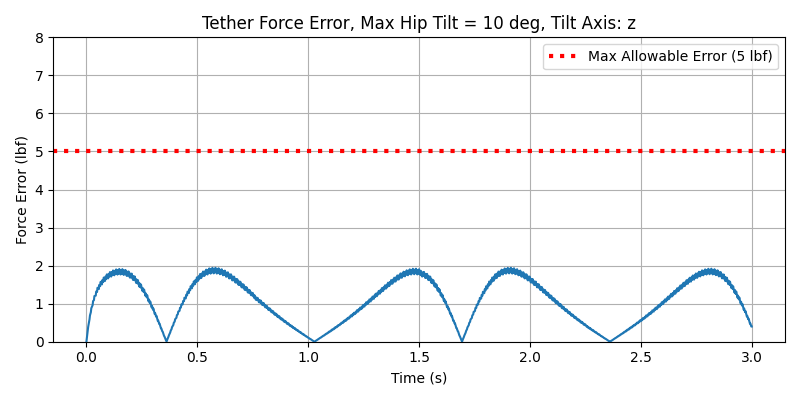 Tether Force Error, Max Hip Tilt = 10 deg, Tilt Axis: z
Max Allowable Error (5 lbf)
Force Error (lbf)
8
7
6
5
4
3
2
1
0
0.0 0.5 1.0 1.5 2.0 2.5 3.0
Time (s)